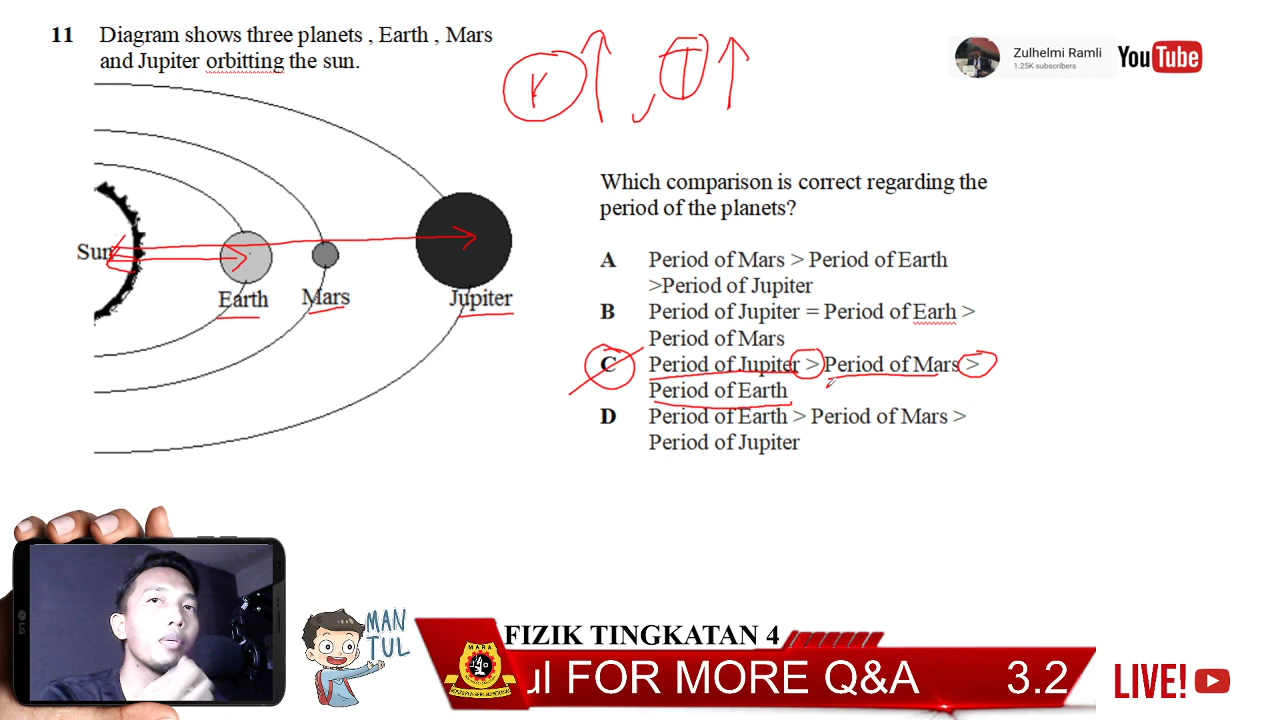 11 Diagram shows three planets , Earth , Mars
and Jupiter orbitting the sun.
r
T
Zulhelmi Ramli
1.25K subscribers
YouTube
Sun
Earth
Mars
Jupiter
Which comparison is correct regarding the
period of the planets?
A Period of Mars > Period of Earth
>Period of Jupiter
B Period of Jupiter = Period of Earh >
Period of Mars
C Period of Jupiter > Period of Mars >
Period of Earth
D Period of Earth > Period of Mars >
Period of Jupiter
LG
MAN
TUL
FIZIK TINGKATAN 4
MARA
ul FOR MORE Q&A 3.2
LIVE!